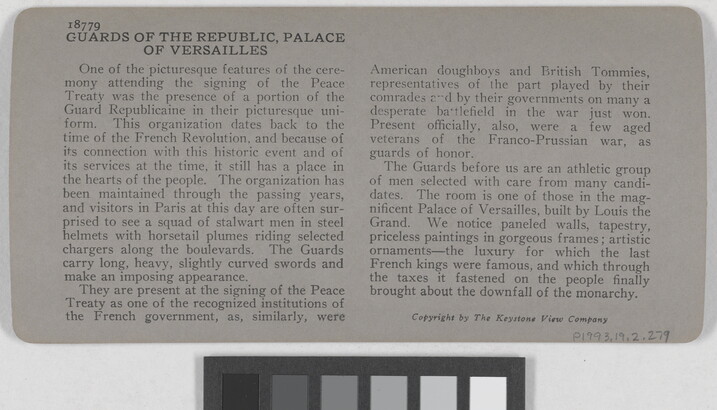 18779
GUARDS OF THE REPUBLIC, PALACE
OF VERSAILLES
One of the picturesque features of the cere-
mony attending the signing of the Peace
Treaty was the presence of a portion of the
Guard Republicaine in their picturesque uni-
form. This organization dates back to the
time of the French Revolution, and because of
its connection with this historic event and of
its services at the time, it still has a place in
the hearts of the people. The organization has
been maintained through the passing years,
and visitors in Paris at this day are often sur-
prised to see a squad of stalwart men in steel
helmets with horsetail plumes riding selected
chargers along the boulevards. The Guards
carry long, heavy, slightly curved swords and
make an imposing appearance.
They are present at the signing of the Peace
Treaty as one of the recognized institutions of
the French government, as, similarly, were
American doughboys and British Tommies,
representatives of the part played by their
comrades and by their governments on many a
desperate battlefield in the war just won.
Present officially, also, were a few aged
veterans of the Franco-Prussian war, as
guards of honor.
The Guards before us are an athletic group
of men selected with care from many candi-
dates. The room is one of those in the mag-
nificent Palace of Versailles, built by Louis the
Grand. We notice paneled walls, tapestry,
priceless paintings in gorgeous frames; artistic
ornaments—the luxury for which the last
French kings were famous, and which through
the taxes it fastened on the people finally
brought about the downfall of the monarchy.
Copyright by The Keystone View Company
P1993.19.2.279